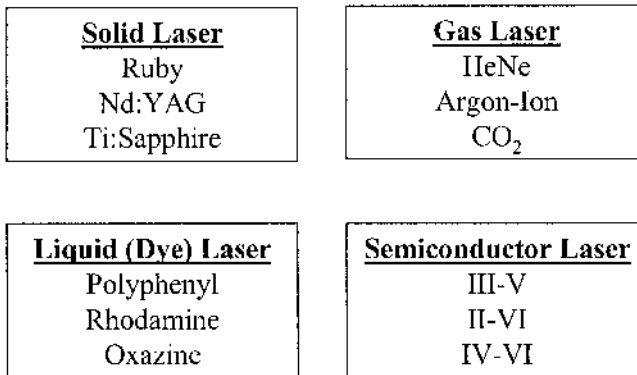 Solid Laser
Ruby
Nd:YAG
Ti:Sapphire
Gas Laser
HeNe
Argon-Ion
CO₂
Liquid (Dye) Laser
Polyphenyl
Rhodamine
Oxazine
Semiconductor Laser
III-V
II-VI
IV-VI